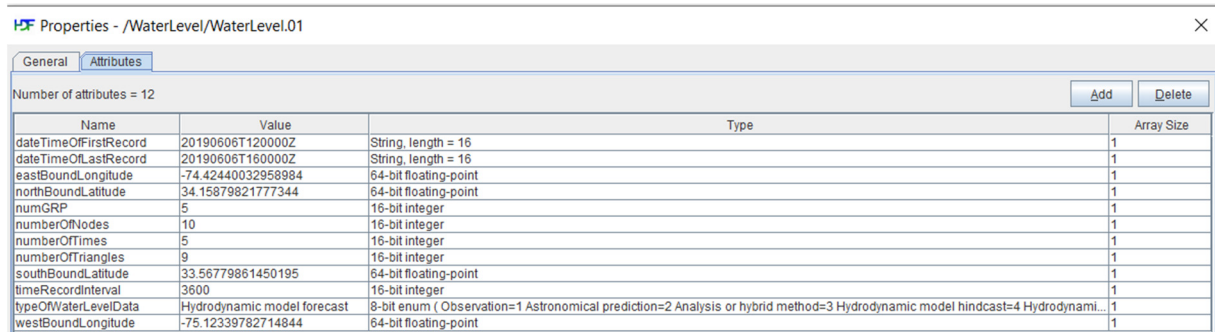 HDF Properties - /WaterLevel/WaterLevel.01
General Attributes
Number of attributes = 12 Add Delete
Name Value Type Array Size
dateTimeOfFirstRecord 20190606T120000Z String, length = 16 1
dateTimeOfLastRecord 20190606T160000Z String, length = 16 1
eastBoundLongitude -74.42440032958984 64-bit floating-point 1
northBoundLatitude 34.15879821777344 64-bit floating-point 1
numGRP 5 16-bit integer 1
numberOfNodes 10 16-bit integer 1
numberOfTimes 5 16-bit integer 1
numberOfTriangles 9 16-bit integer 1
southBoundLatitude 33.56779861450195 64-bit floating-point 1
timeRecordInterval 3600 16-bit integer 1
typeOfWaterLevelData Hydrodynamic model forecast 8-bit enum ( Observation=1 Astronomical prediction=2 Analysis or hybrid method=3 Hydrodynamic model hindcast=4 Hydrodynami... 1
westBoundLongitude -75.12339782714844 64-bit floating-point 1